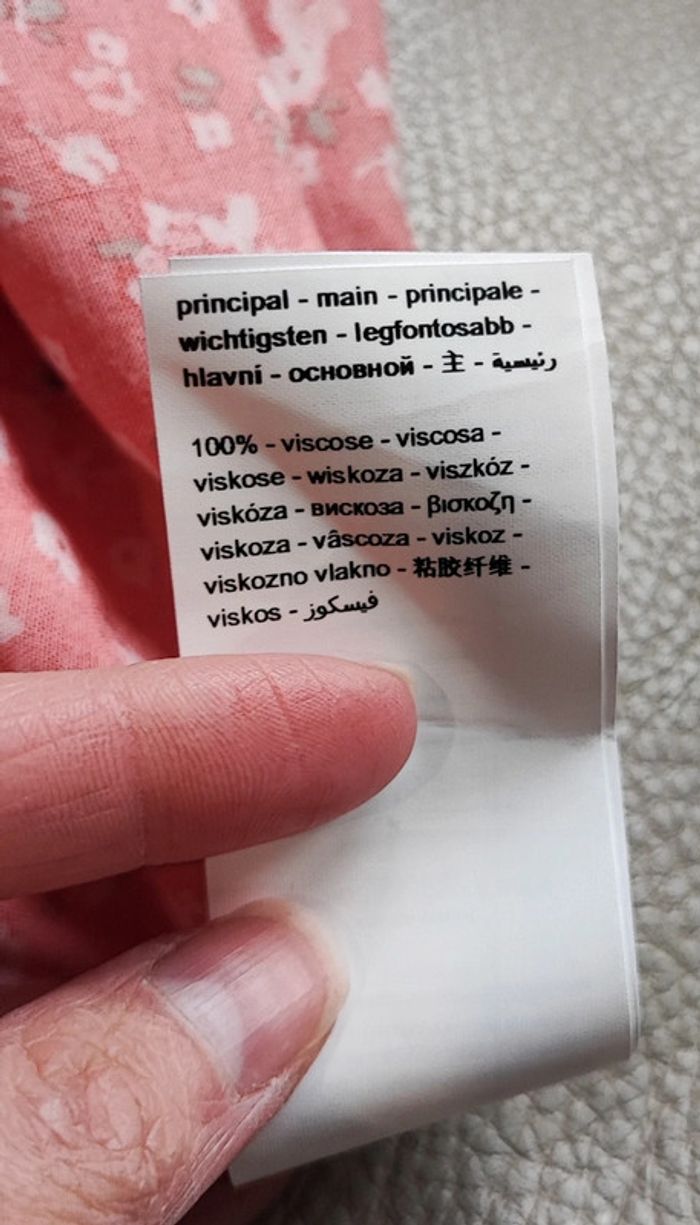 principal - main - principale -
wichtigsten - legfontosabb -
hlavní - основной - 主 - رئيسية
100% - viscose - viscosa -
viskose - wiskoza - viszkóz -
viskóza - вискоза - βισκοζη -
viskoza - vâscoza - viskoz -
viskozno vlakno - 粘胶纤维 -
viskos - فيسكوز